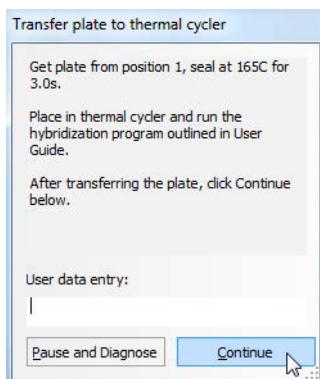 Transfer plate to thermal cycler
Get plate from position 1, seal at 165C for
3.0s.
Place in thermal cycler and run the
hybridization program outlined in User
Guide.
After transferring the plate, click Continue
below.
User data entry:
Pause and Diagnose
Continue